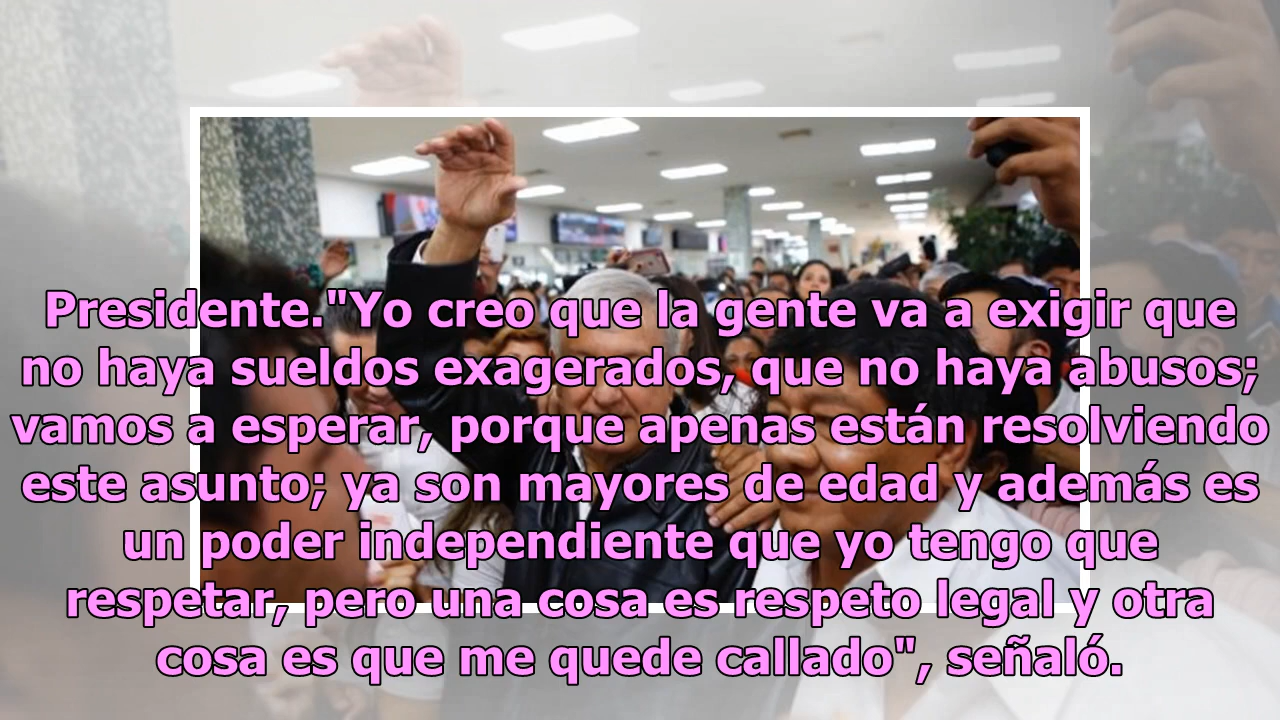 Presidente."Yo creo que la gente va a exigir que
no haya sueldos exagerados, que no haya abusos;
vamos a esperar, porque apenas están resolviendo
este asunto; ya son mayores de edad y además es
un poder independiente que yo tengo que
respetar, pero una cosa es respeto legal y otra
cosa es que me quede callado", señaló.